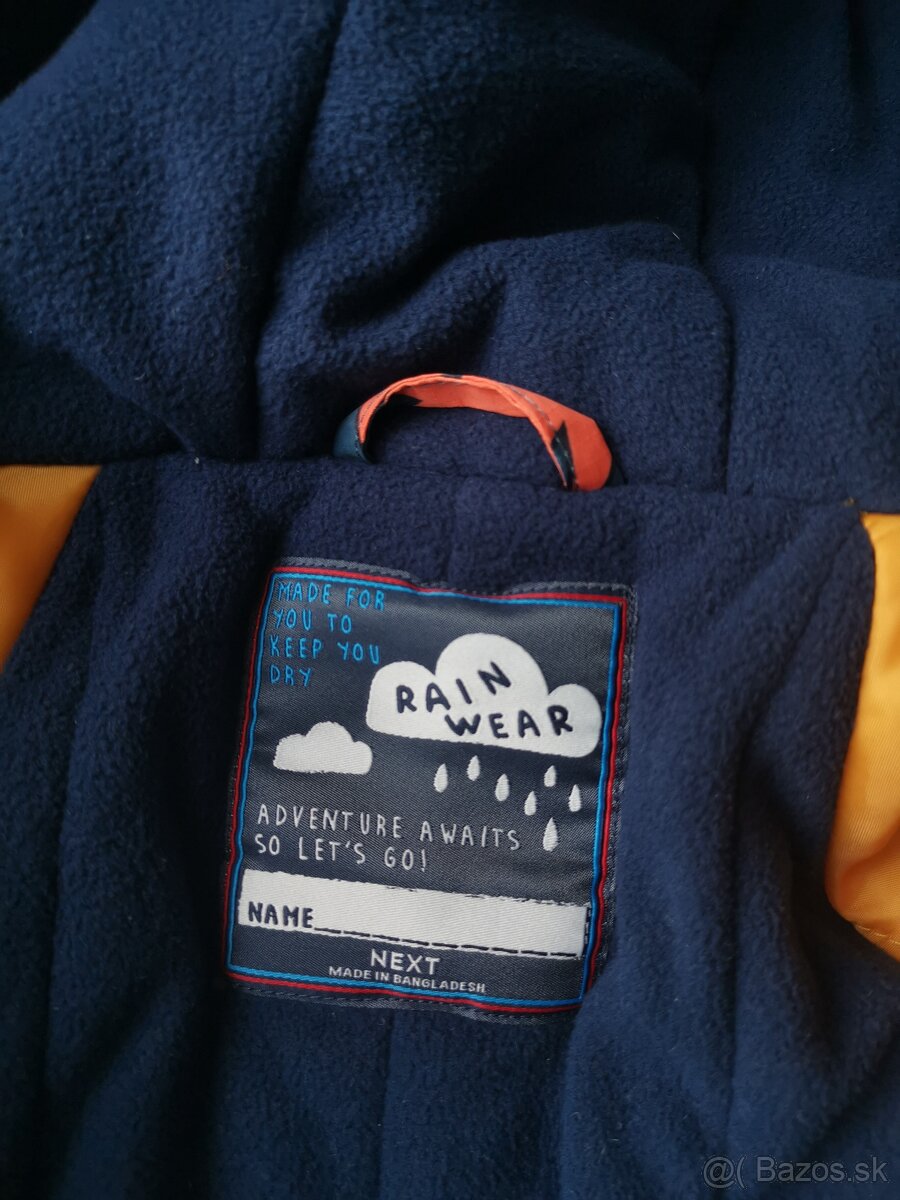 MADE FOR
YOU TO
KEEP YOU
DRY
RAIN
WEAR
ADVENTURE AWAITS
SO LET'S GO!
NAME
NEXT
MADE IN BANGLADESH
@( Bazos.sk